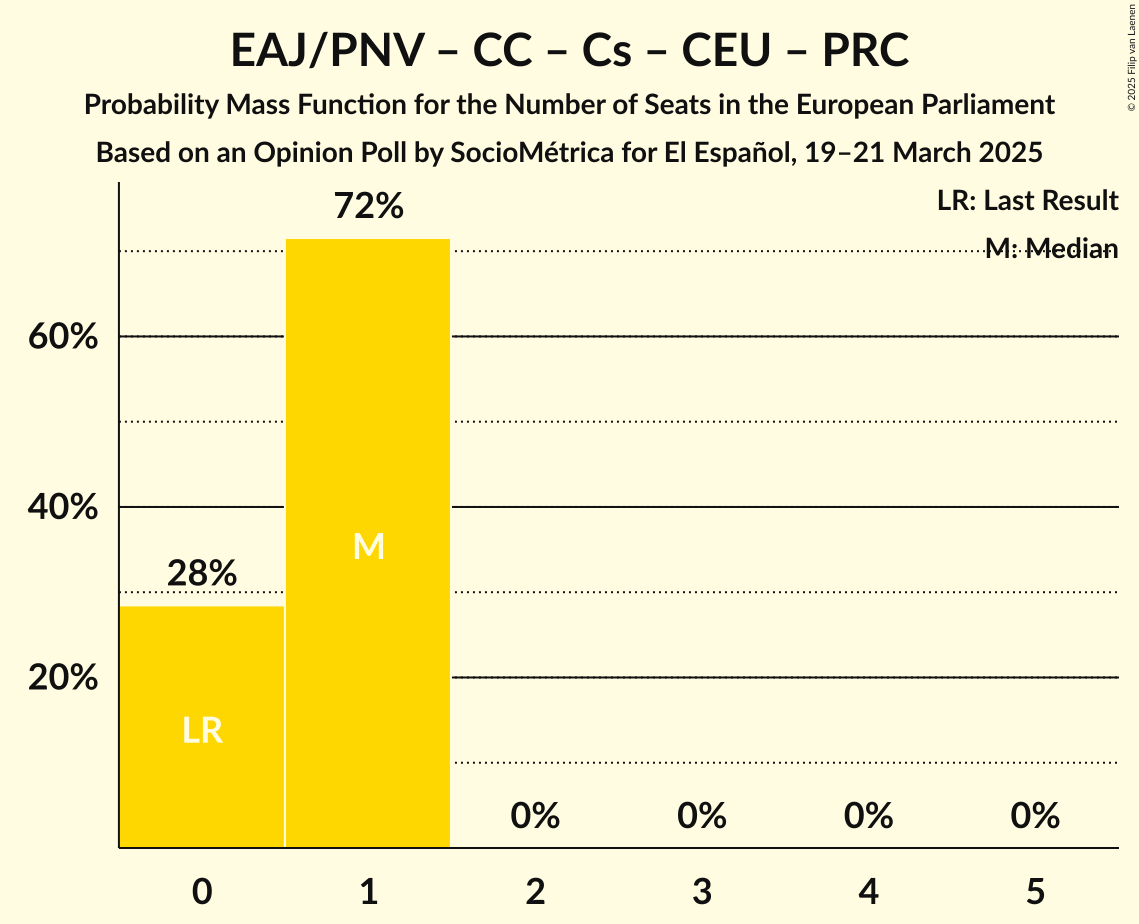 EAJ/PNV – CC – Cs – CEU – PRC
Probability Mass Function for the Number of Seats in the European Parliament
Based on an Opinion Poll by SocioMétrica for El Español, 19–21 March 2025
© 2025 Filip van Laenen
LR: Last Result
M: Median
72%
60%
40%
28%
20%
M
LR
0%
0%
0%
0%
0
1
2
3
4
5